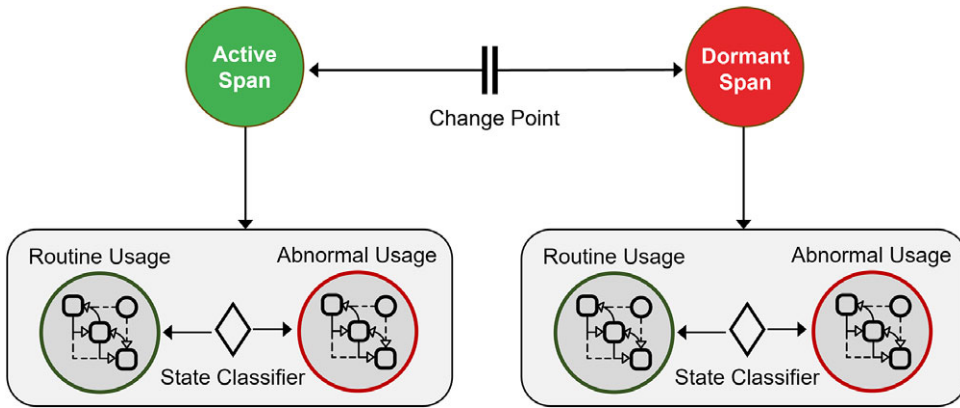 Active
Span
Dormant
Span
Change Point
Routine Usage
Abnormal Usage
State Classifier
Routine Usage
Abnormal Usage
State Classifier